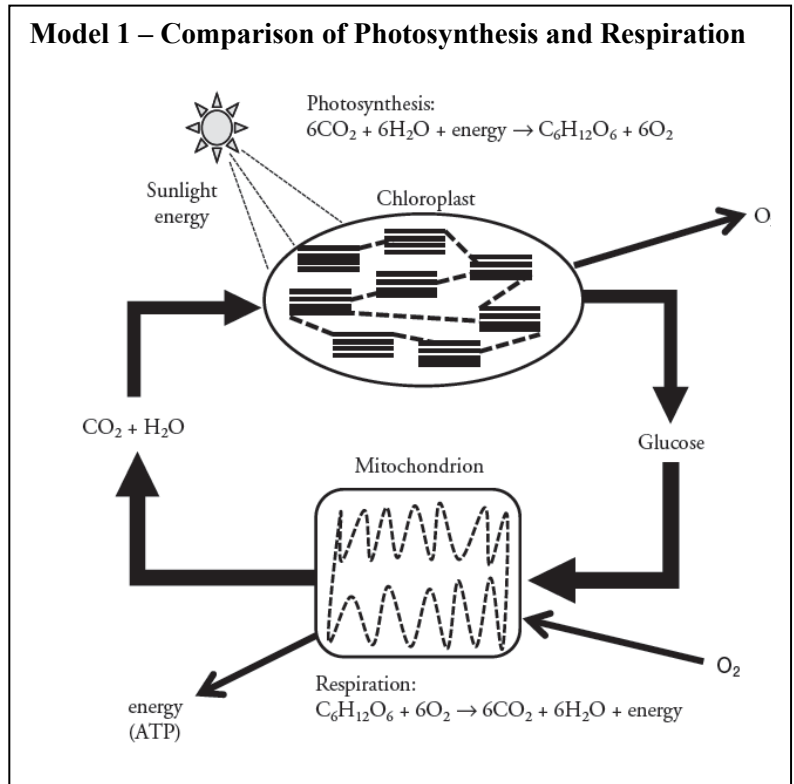 Model 1 – Comparison of Photosynthesis and Respiration
Photosynthesis:
6CO₂ + 6H₂O + energy → C₆H₁₂O₆ + 6O₂
Sunlight
energy
Chloroplast
O
CO₂ + H₂O
Glucose
Mitochondrion
O₂
Respiration:
C₆H₁₂O₆ + 6O₂ → 6CO₂ + 6H₂O + energy
energy
(ATP)